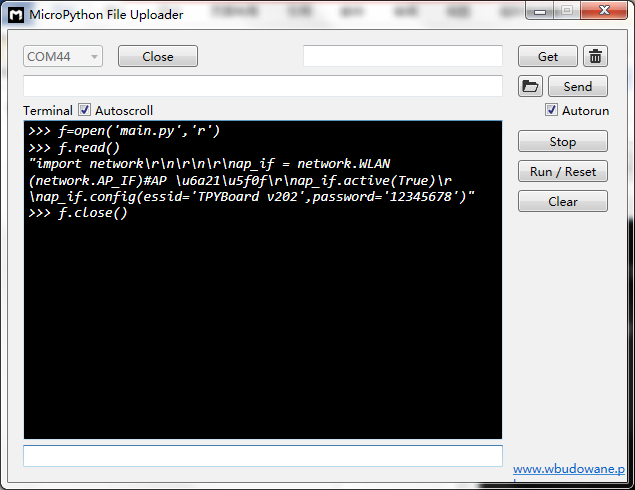 MicroPython File Uploader
COM44
Close
Get
Send
Terminal
Autoscroll
Autorun
>>> f=open('main.py','r')
>>> f.read()
"import network\r\n\r\n\r\nap_if = network.WLAN
(network.AP_IF)#AP \u6a21\u5f0f\r\nap_if.active(True)\r
\nap_if.config(essid='TPYBoard v202',password='12345678')"
>>> f.close()
Stop
Run / Reset
Clear
www.wbudowane.p